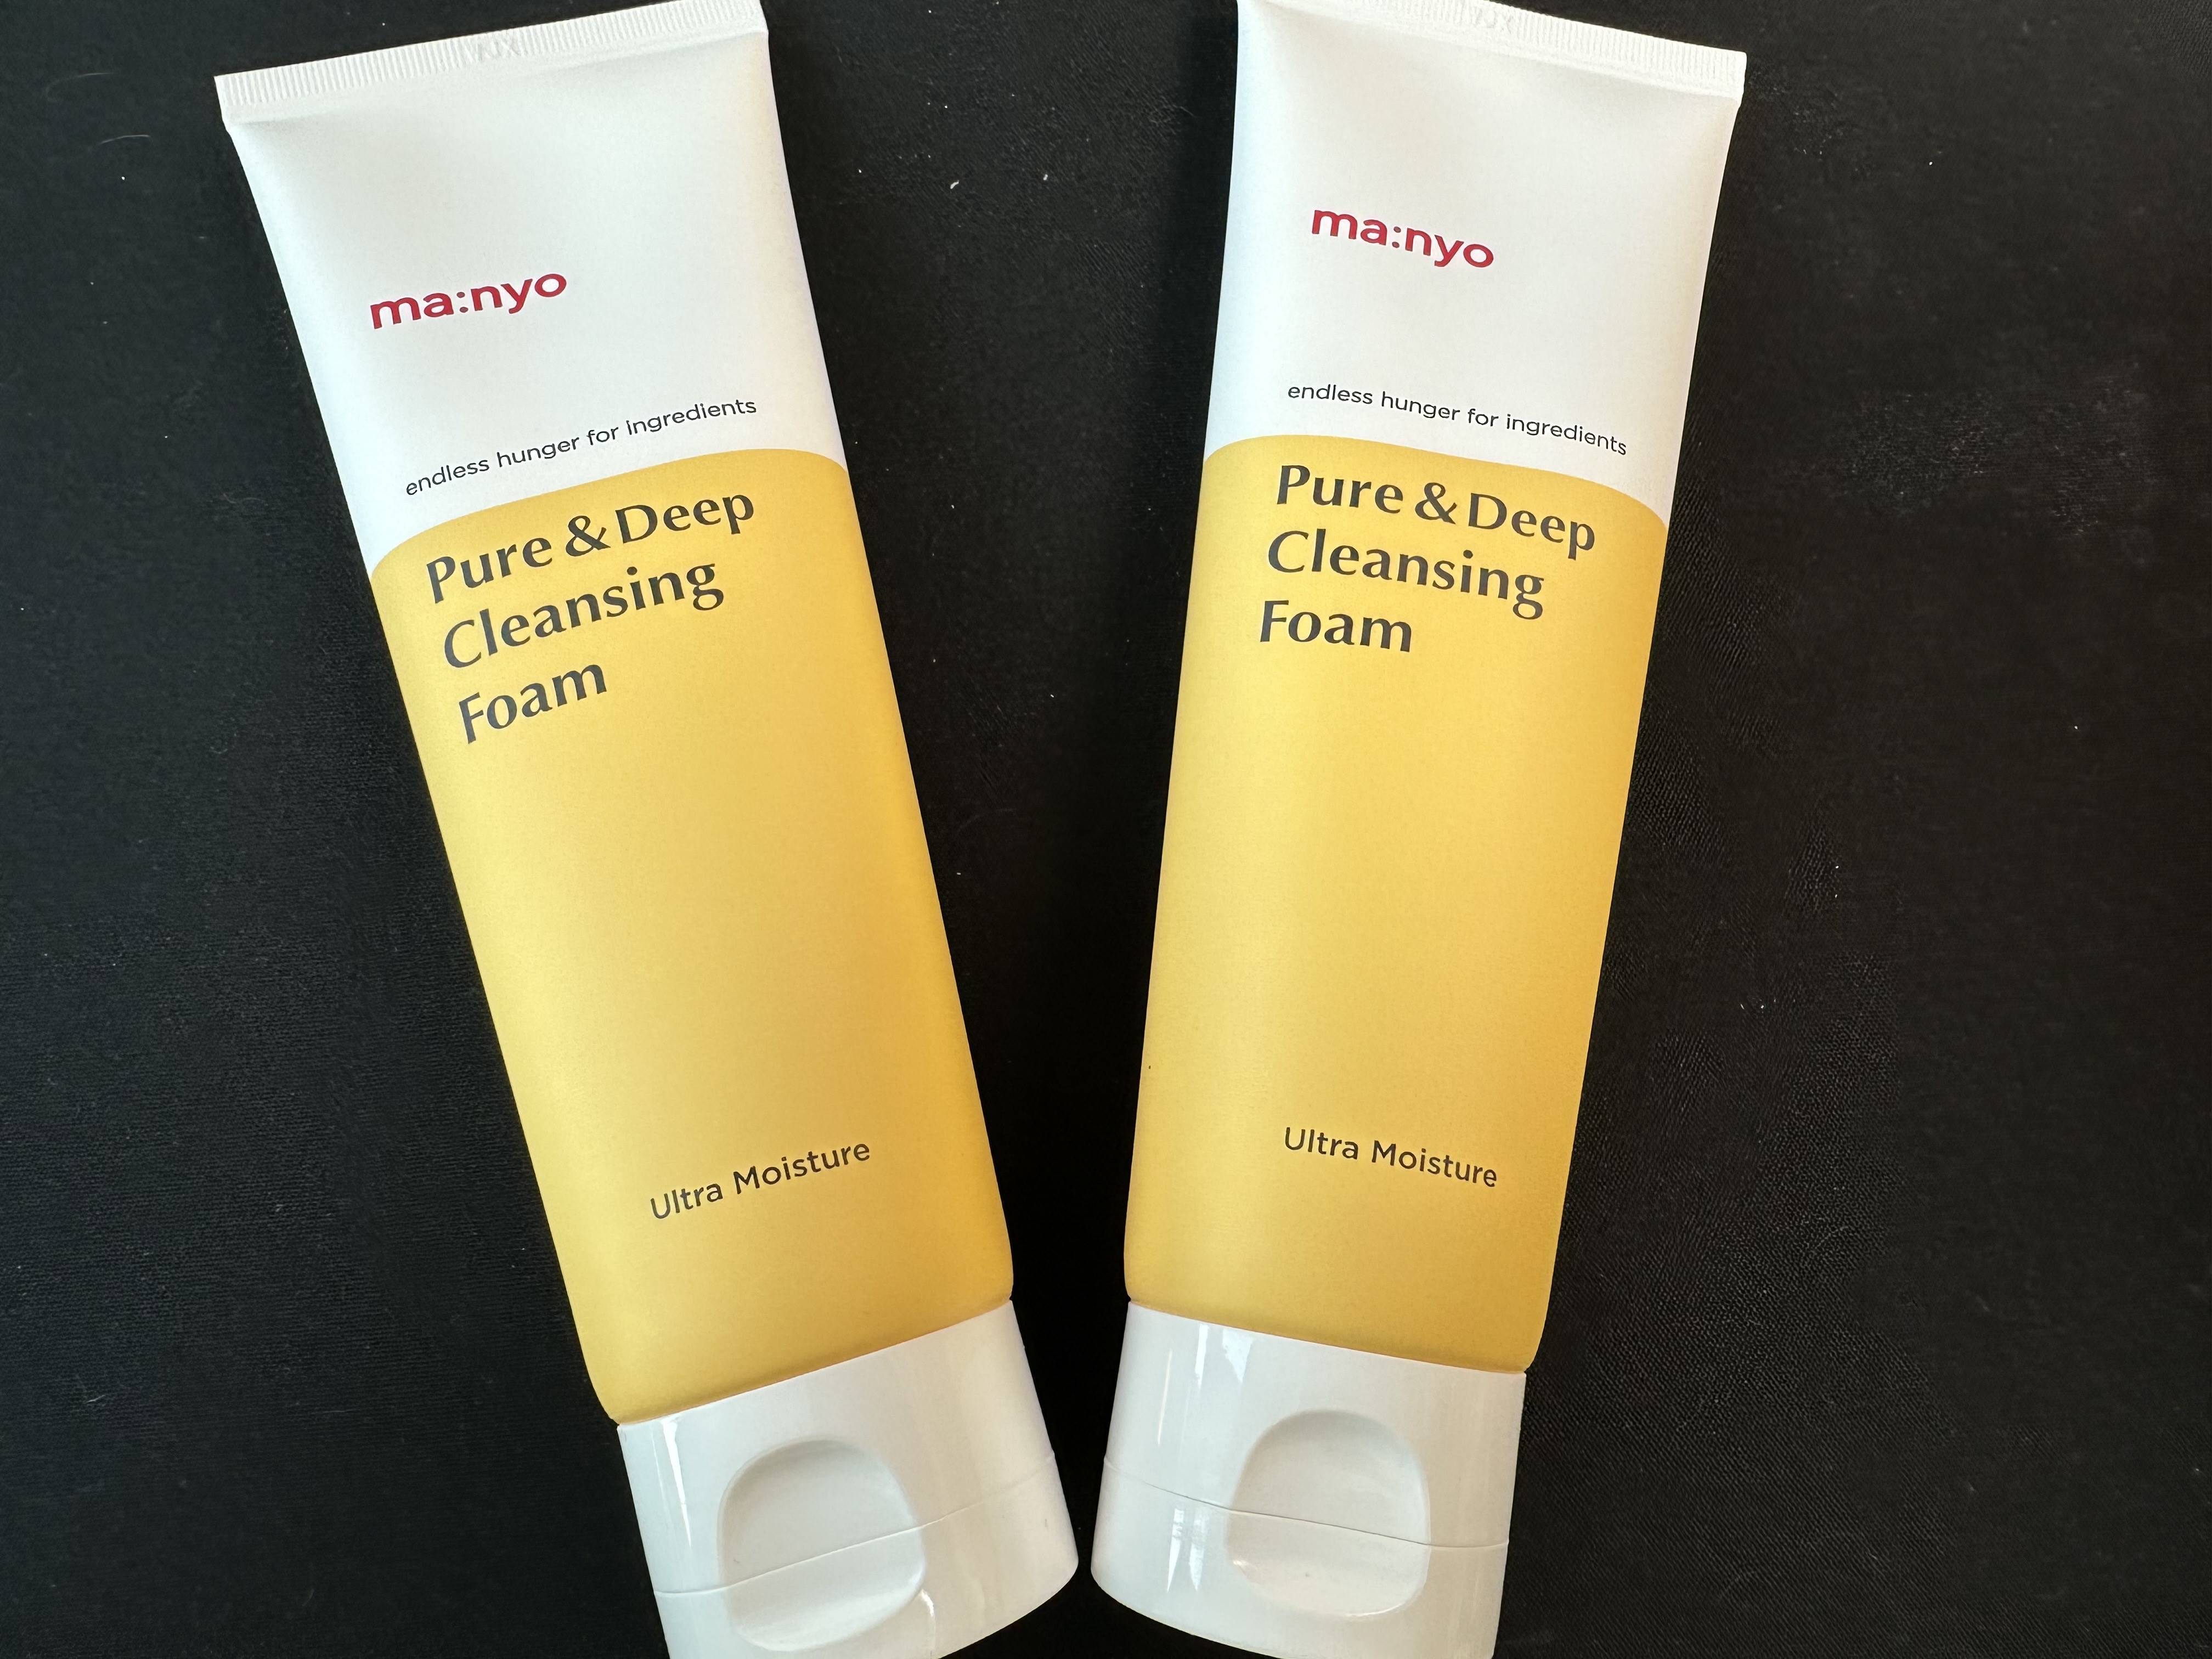 ma:nyo
endless hunger for ingredients
Pure & Deep
Cleansing
Foam
Ultra Moisture
ma:nyo
endless hunger for ingredients
Pure & Deep
Cleansing
Foam
Ultra Moisture